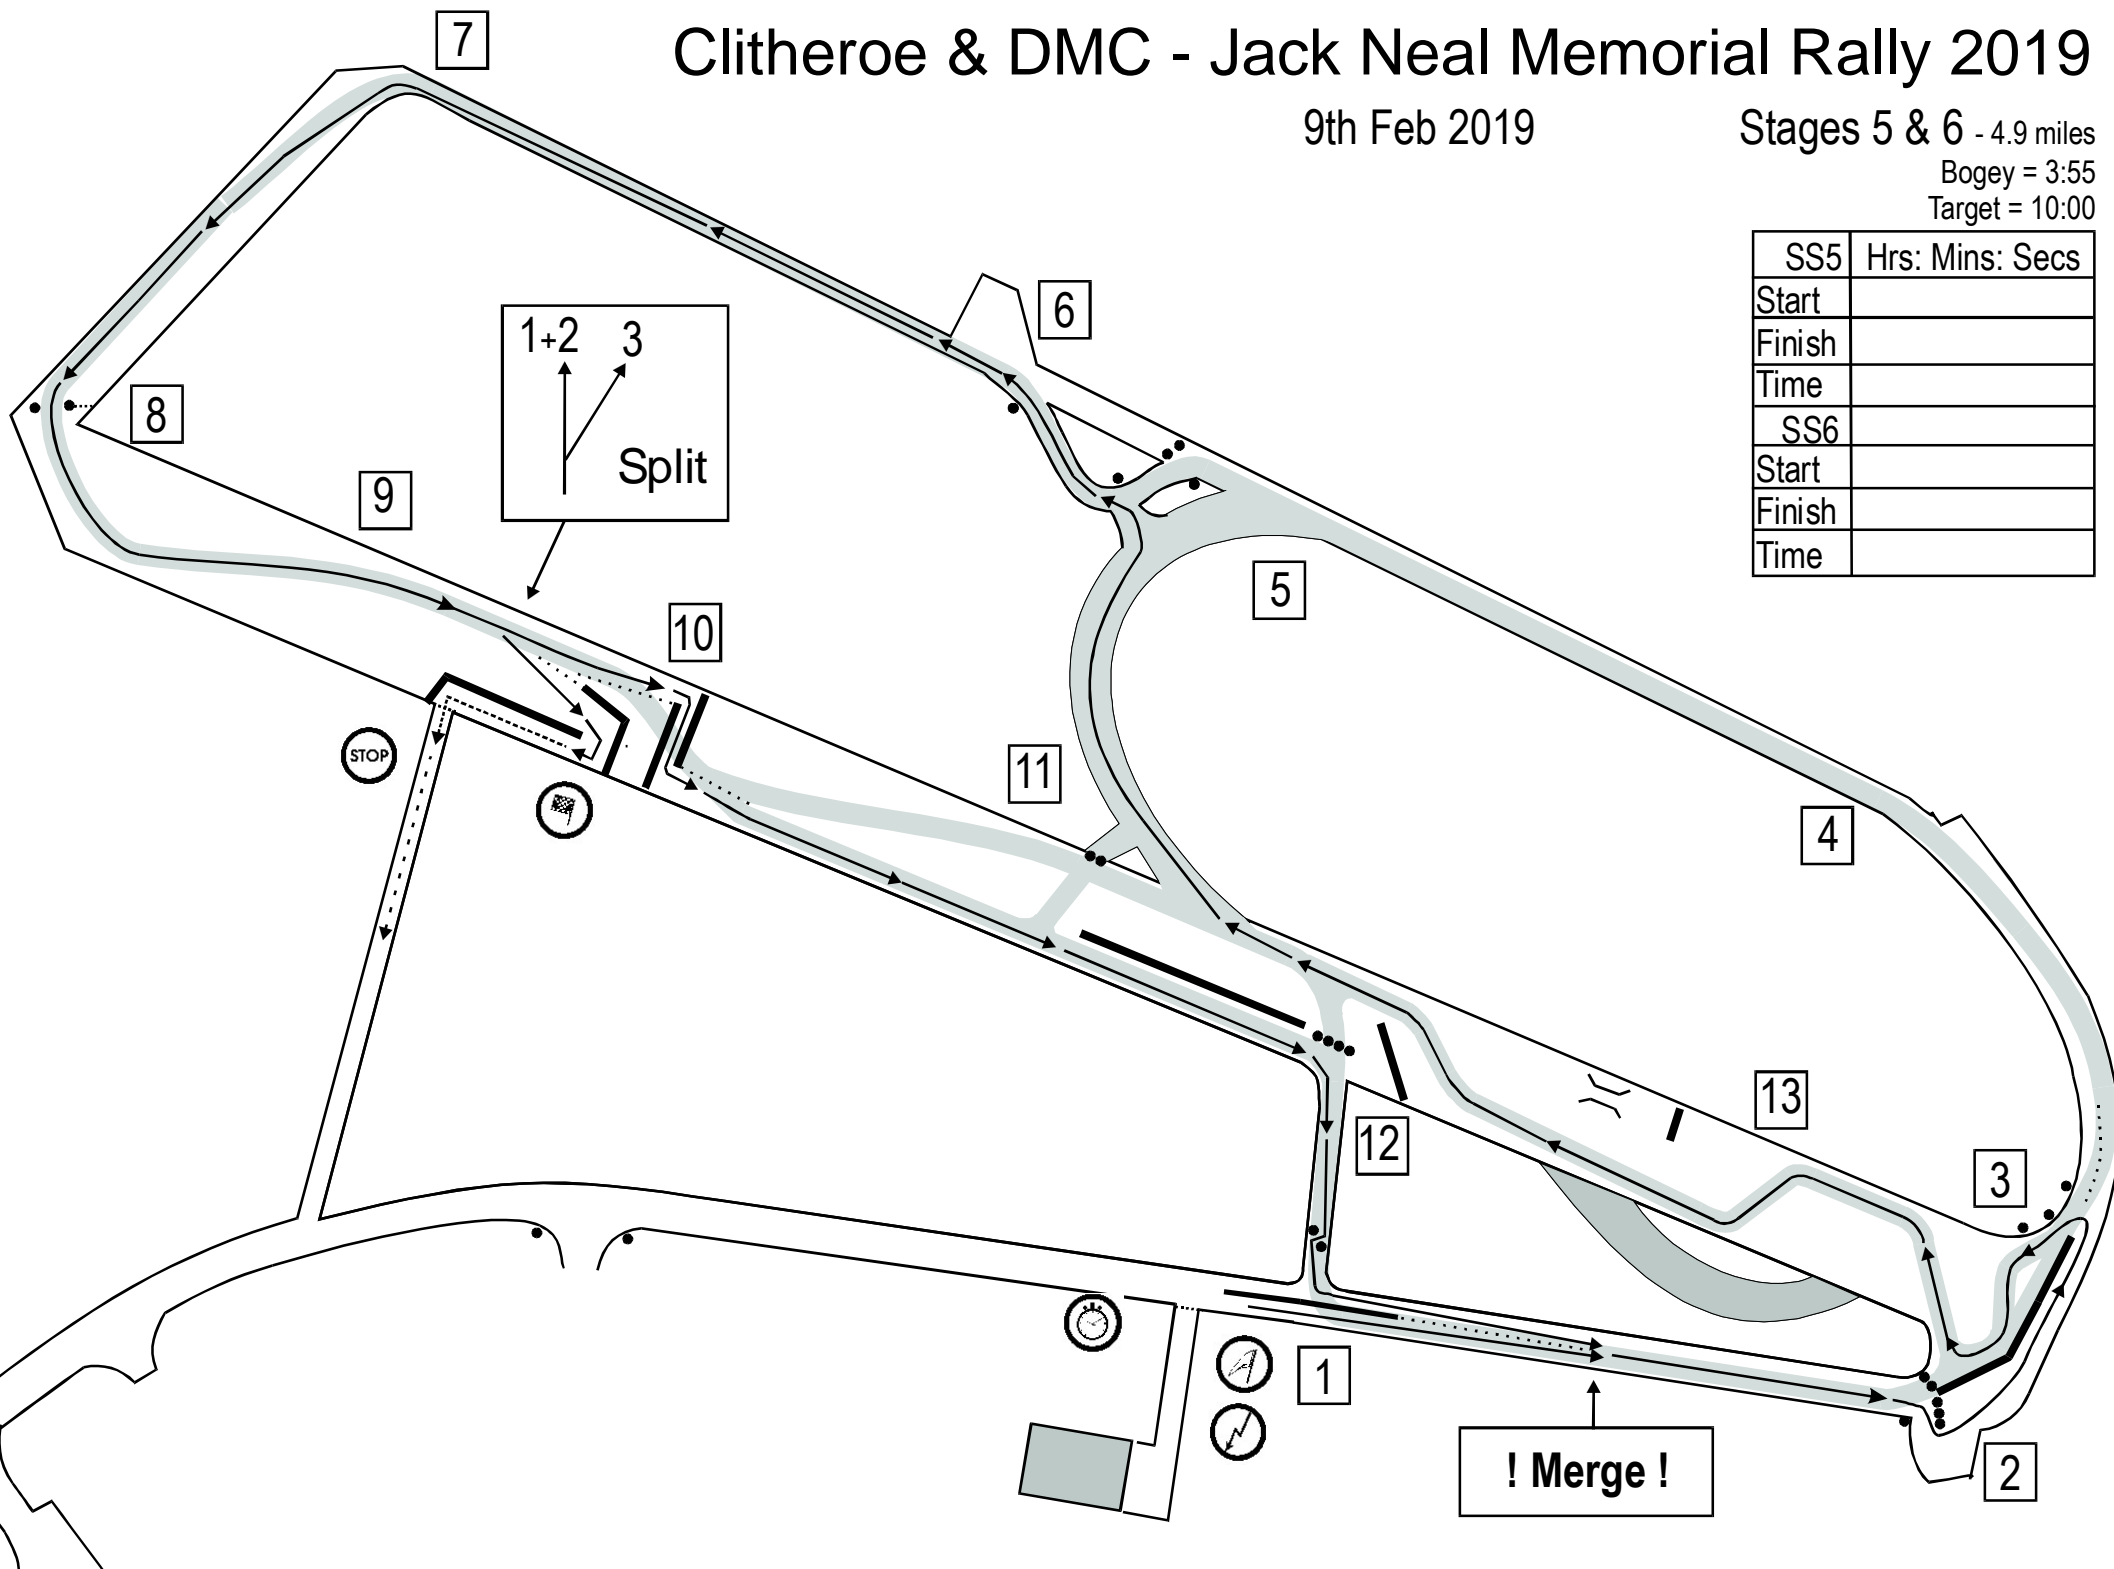 Clitheroe & DMC - Jack Neal Memorial Rally 2019
9th Feb 2019
Stages 5 & 6 - 4.9 miles
Bogey = 3:55
Target = 10:00
SS5 Hrs: Mins: Secs
Start
Finish
Time
SS6
Start
Finish
Time
7
6
1+2 3
Split
8
9
5
10
11
4
STOP
13
12
3
1
! Merge !
2